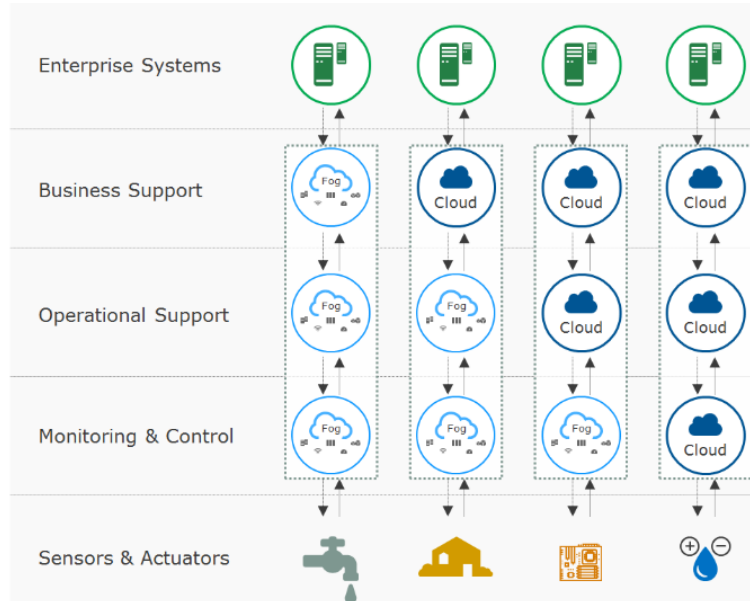 Enterprise Systems
Business Support
Fog
Cloud
Cloud
Cloud
Operational Support
Fog
Fog
Cloud
Cloud
Monitoring & Control
Fog
Fog
Fog
Cloud
Sensors & Actuators